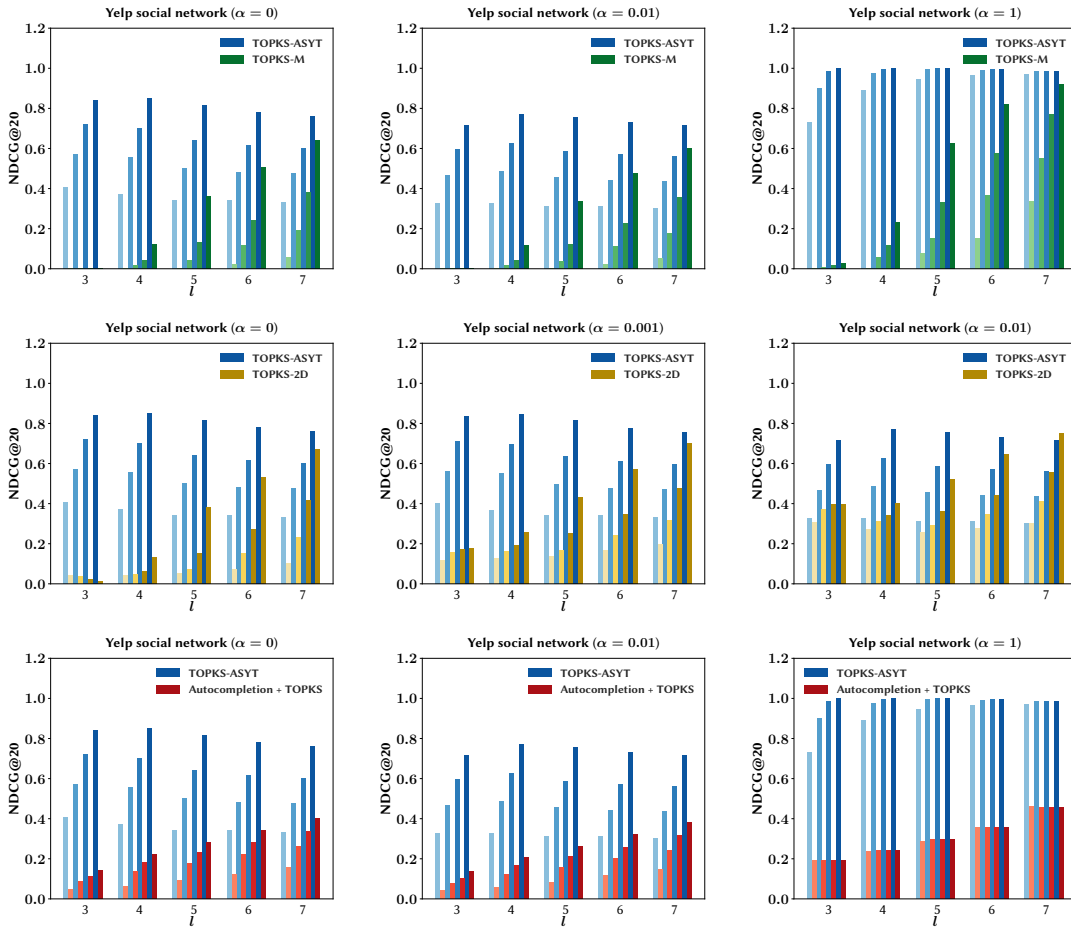 Yelp social network (α = 0)
NDCG@20
1.2
1.0
0.8
0.6
0.4
0.2
0.0
TOPKS-ASYT
TOPKS-M
3 4 5 6 7
l
Yelp social network (α = 0.01)
NDCG@20
1.2
1.0
0.8
0.6
0.4
0.2
0.0
TOPKS-ASYT
TOPKS-M
3 4 5 6 7
l
Yelp social network (α = 1)
NDCG@20
1.2
1.0
0.8
0.6
0.4
0.2
0.0
TOPKS-ASYT
TOPKS-M
3 4 5 6 7
l
Yelp social network (α = 0)
NDCG@20
1.2
1.0
0.8
0.6
0.4
0.2
0.0
TOPKS-ASYT
TOPKS-2D
3 4 5 6 7
l
Yelp social network (α = 0.001)
NDCG@20
1.2
1.0
0.8
0.6
0.4
0.2
0.0
TOPKS-ASYT
TOPKS-2D
3 4 5 6 7
l
Yelp social network (α = 0.01)
NDCG@20
1.2
1.0
0.8
0.6
0.4
0.2
0.0
TOPKS-ASYT
TOPKS-2D
3 4 5 6 7
l
Yelp social network (α = 0)
NDCG@20
1.2
1.0
0.8
0.6
0.4
0.2
0.0
TOPKS-ASYT
Autocompletion + TOPKS
3 4 5 6 7
l
Yelp social network (α = 0.01)
NDCG@20
1.2
1.0
0.8
0.6
0.4
0.2
0.0
TOPKS-ASYT
Autocompletion + TOPKS
3 4 5 6 7
l
Yelp social network (α = 1)
NDCG@20
1.2
1.0
0.8
0.6
0.4
0.2
0.0
TOPKS-ASYT
Autocompletion + TOPKS
3 4 5 6 7
l